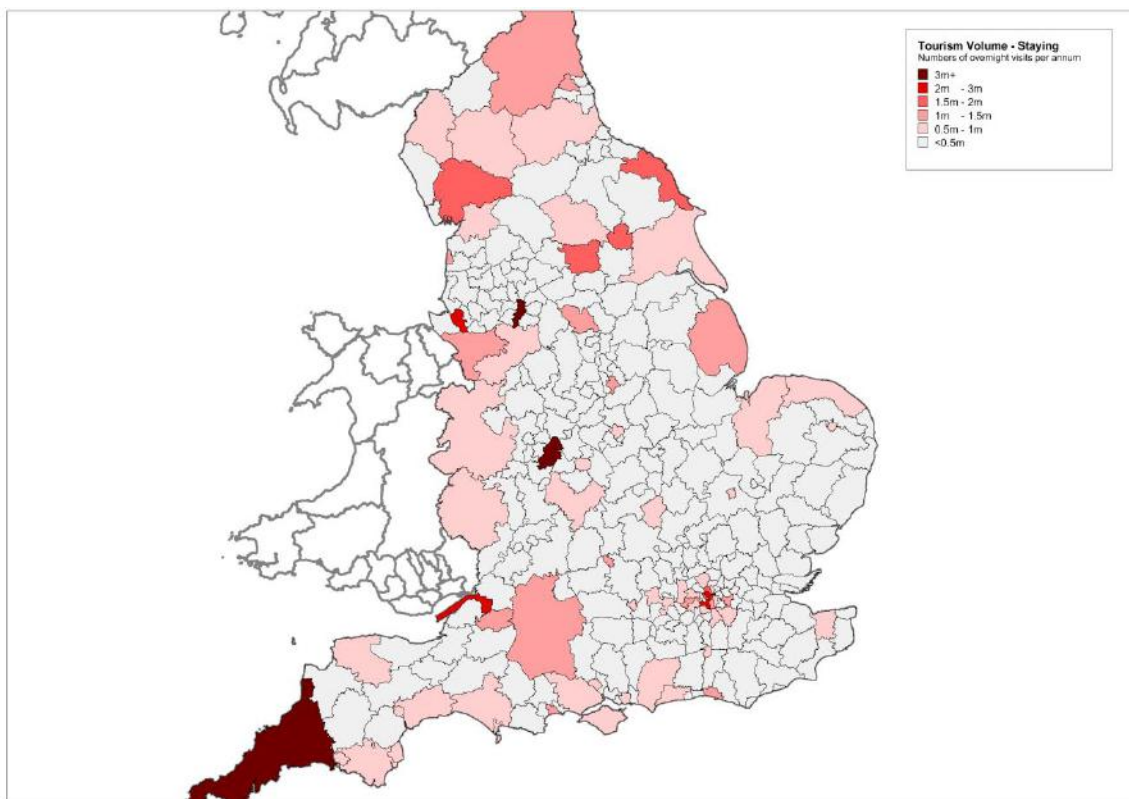 Tourism Volume - Staying
Numbers of overnight visits per annum
3m+
2m - 3m
1.5m - 2m
1m - 1.5m
0.5m - 1m
<0.5m